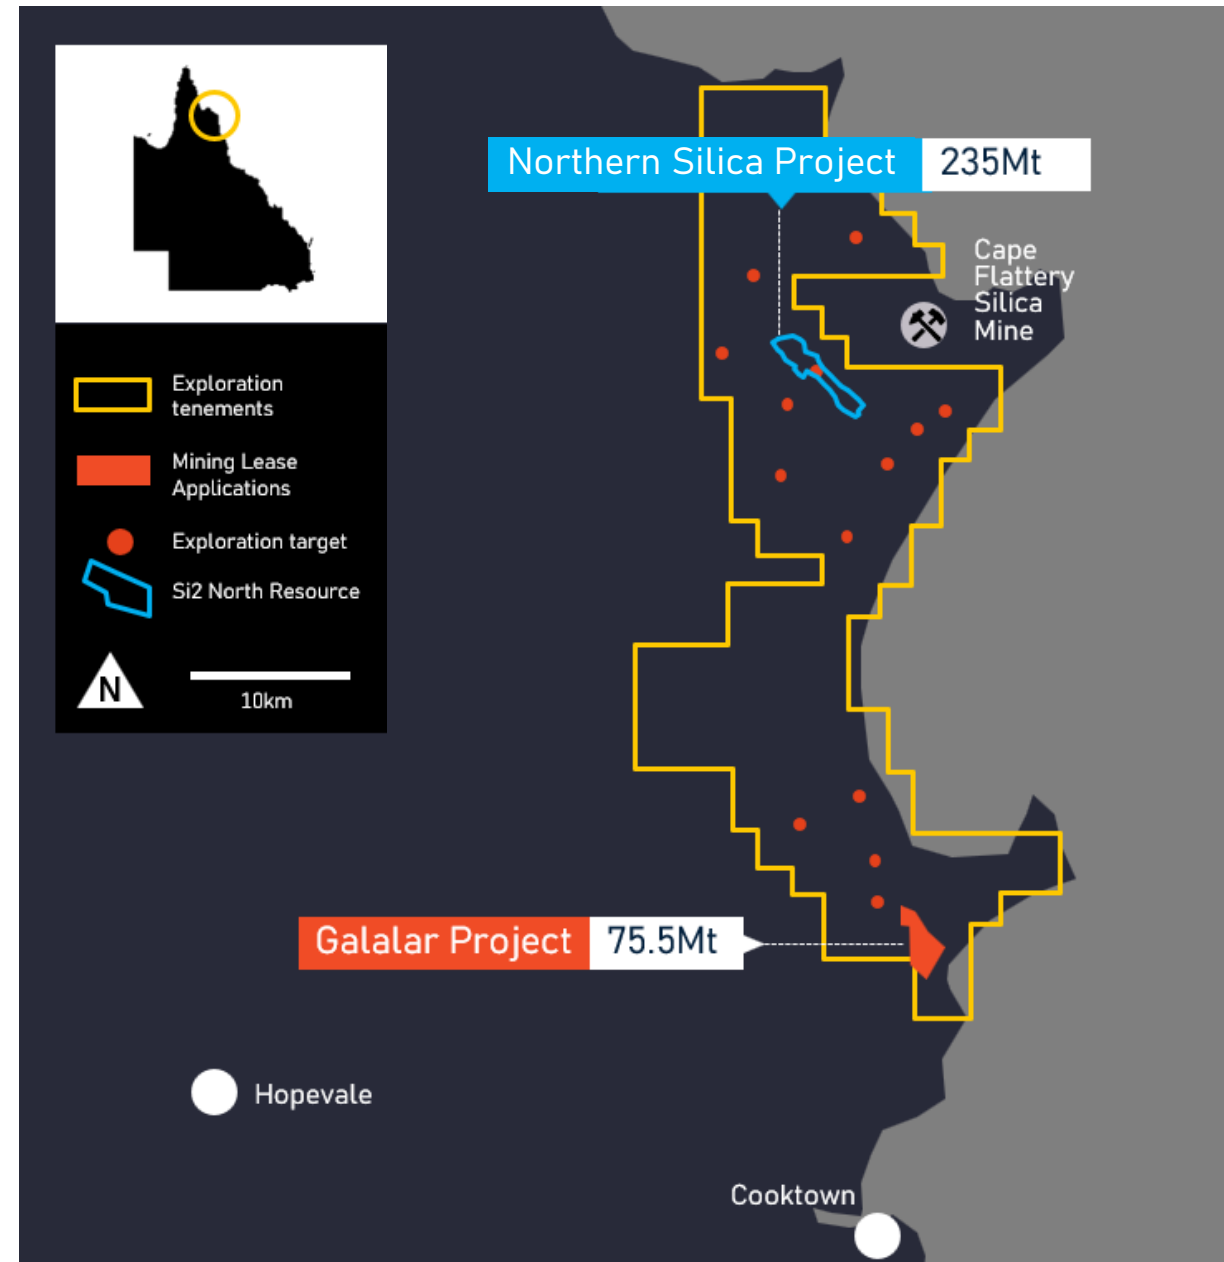 Northern Silica Project 235Mt
Cape
Flattery
Silica
Mine
Exploration
tenements
Mining Lease
Applications
Exploration target
Si2 North Resource
N
10km
Galalar Project 75.5Mt
Hopevale
Cooktown